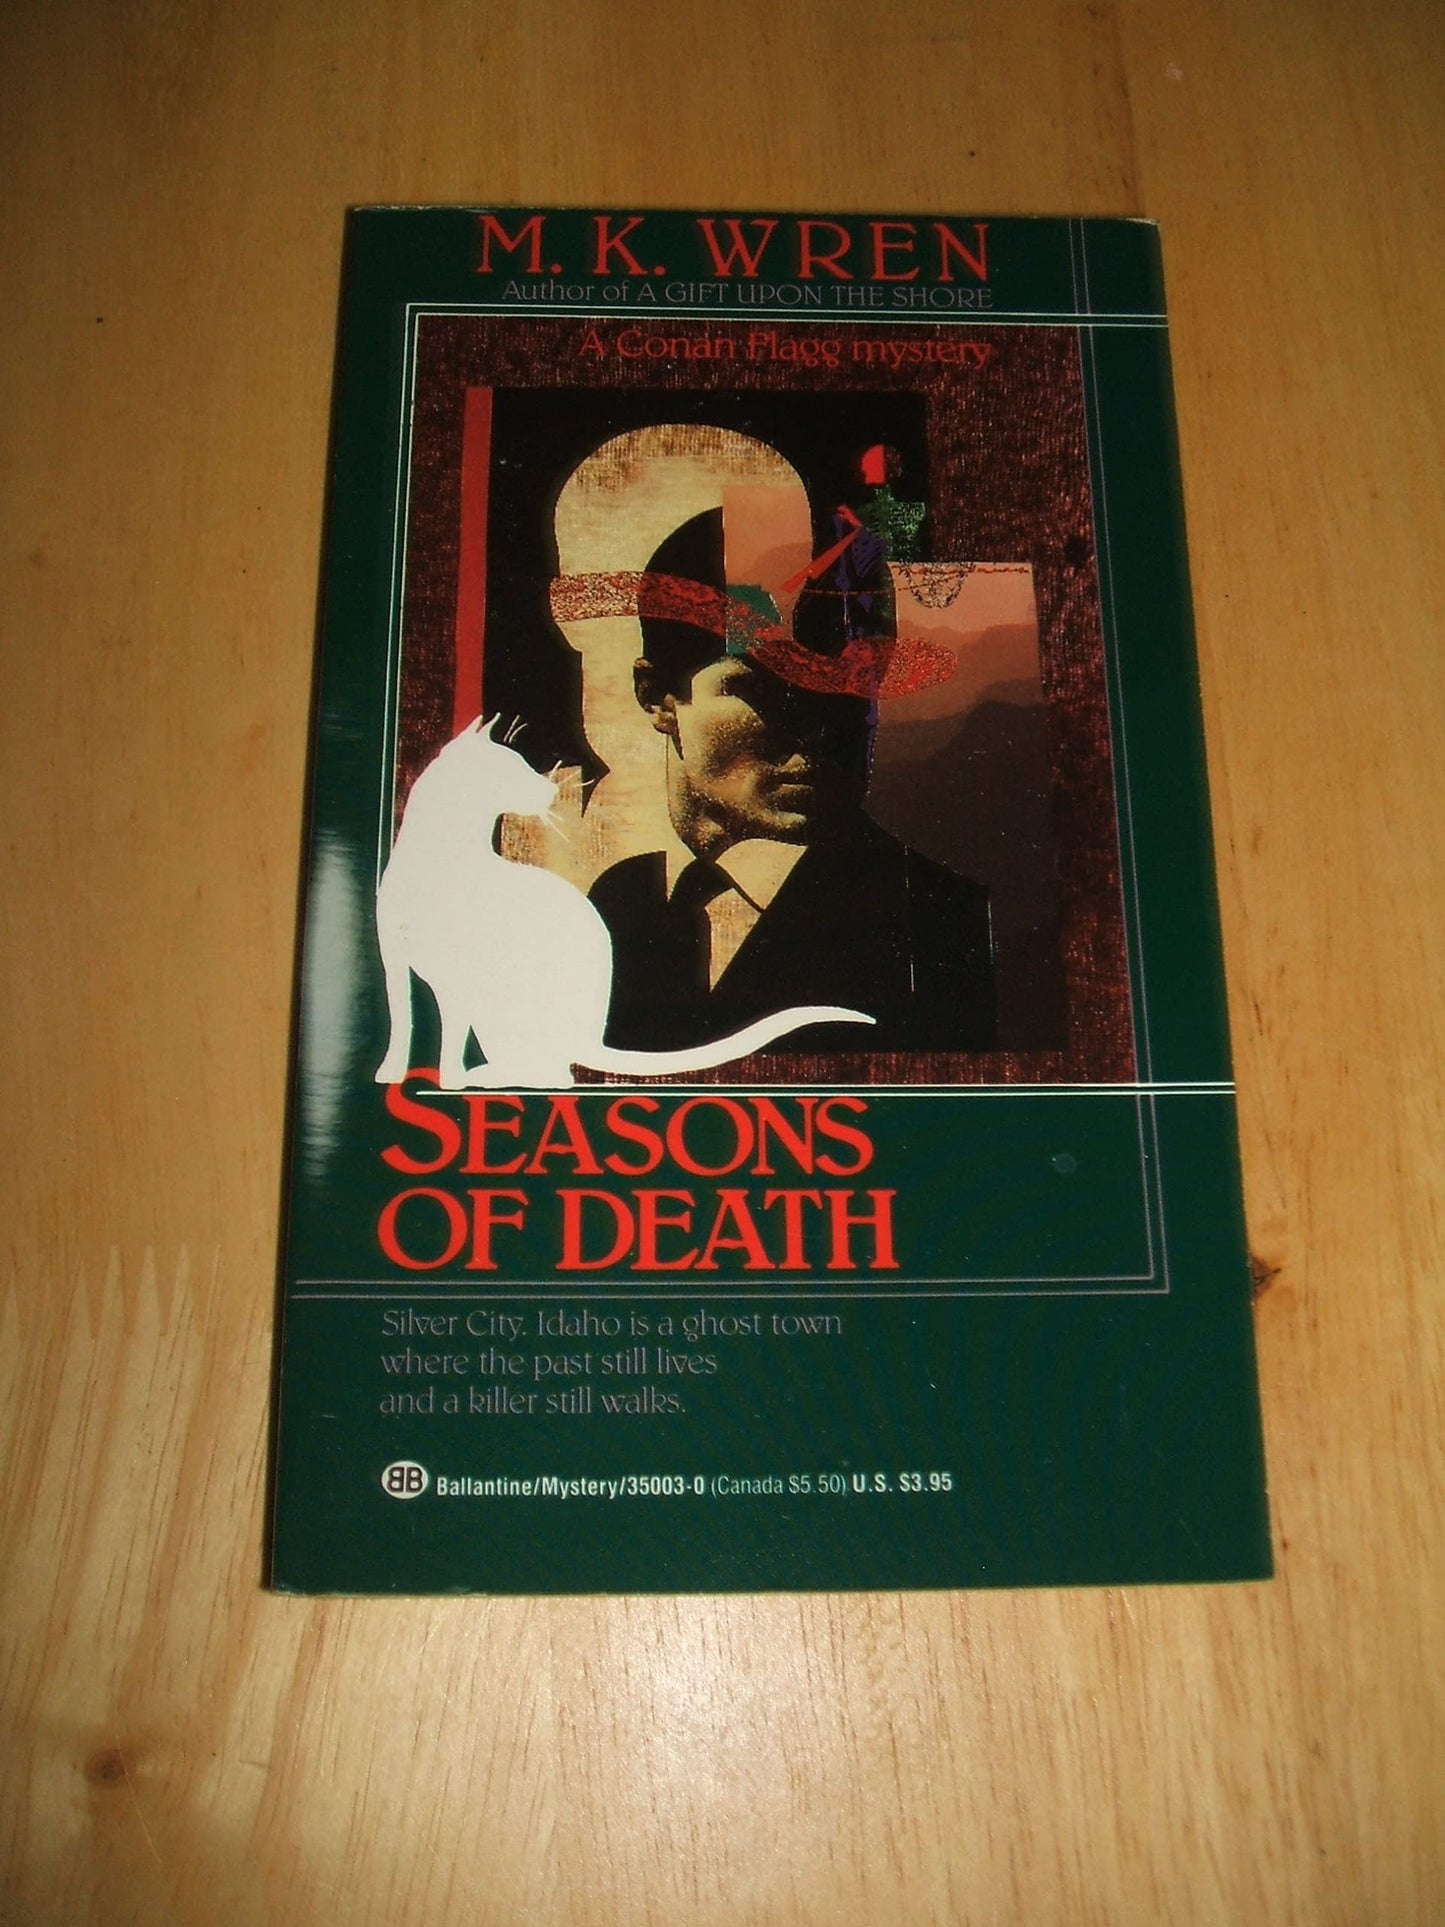 M. K. WREN
Author of A GIFT UPON THE SHORE
A Conan Flagg mystery
SEASONS
OF DEATH
Silver City, Idaho is a ghost town
where the past still lives
and a killer still walks.
BB Ballantine/Mystery/35003-0 (Canada $5.50) U.S. $3.95